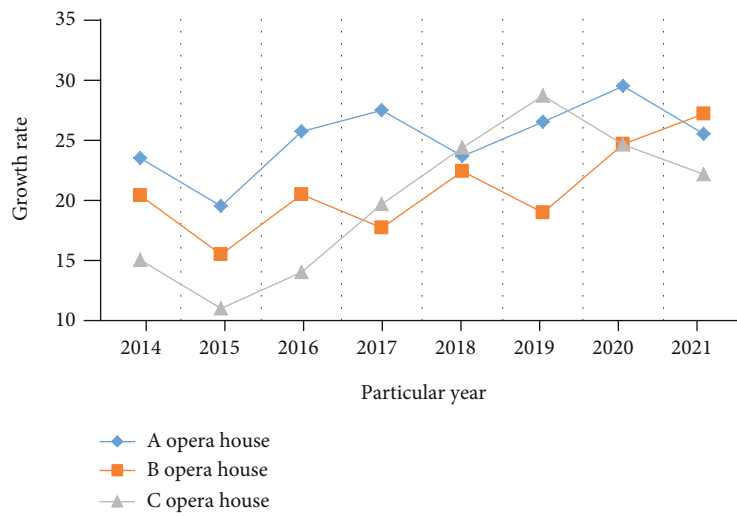 35
30
25
20
15
10
Growth rate
2014 2015 2016 2017 2018 2019 2020 2021
Particular year
A opera house
B opera house
C opera house